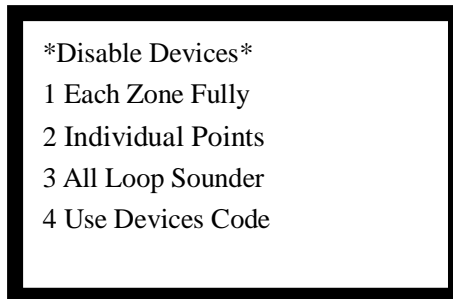 *Disable Devices*
1 Each Zone Fully
2 Individual Points
3 All Loop Sounder
4 Use Devices Code